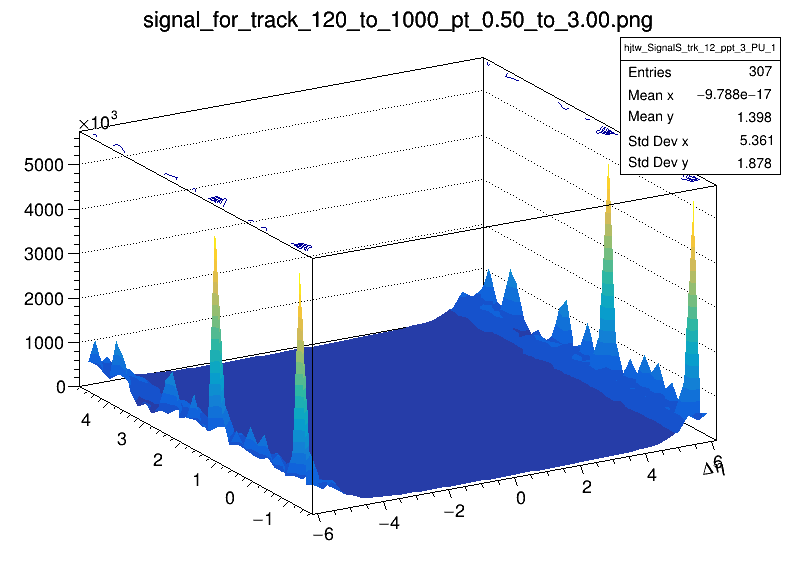 signal_for_track_120_to_1000_pt_0.50_to_3.00.png
hjtw_SignalS_trk_12_ppt_3_PU_1
Entries 307
Mean x −9.788e−17
Mean y 1.398
Std Dev x 5.361
Std Dev y 1.878
×10³
5000
4000
3000
2000
1000
0
4
3
2
1
0
−1
−6
−4
−2
0
2
4
6
Δη